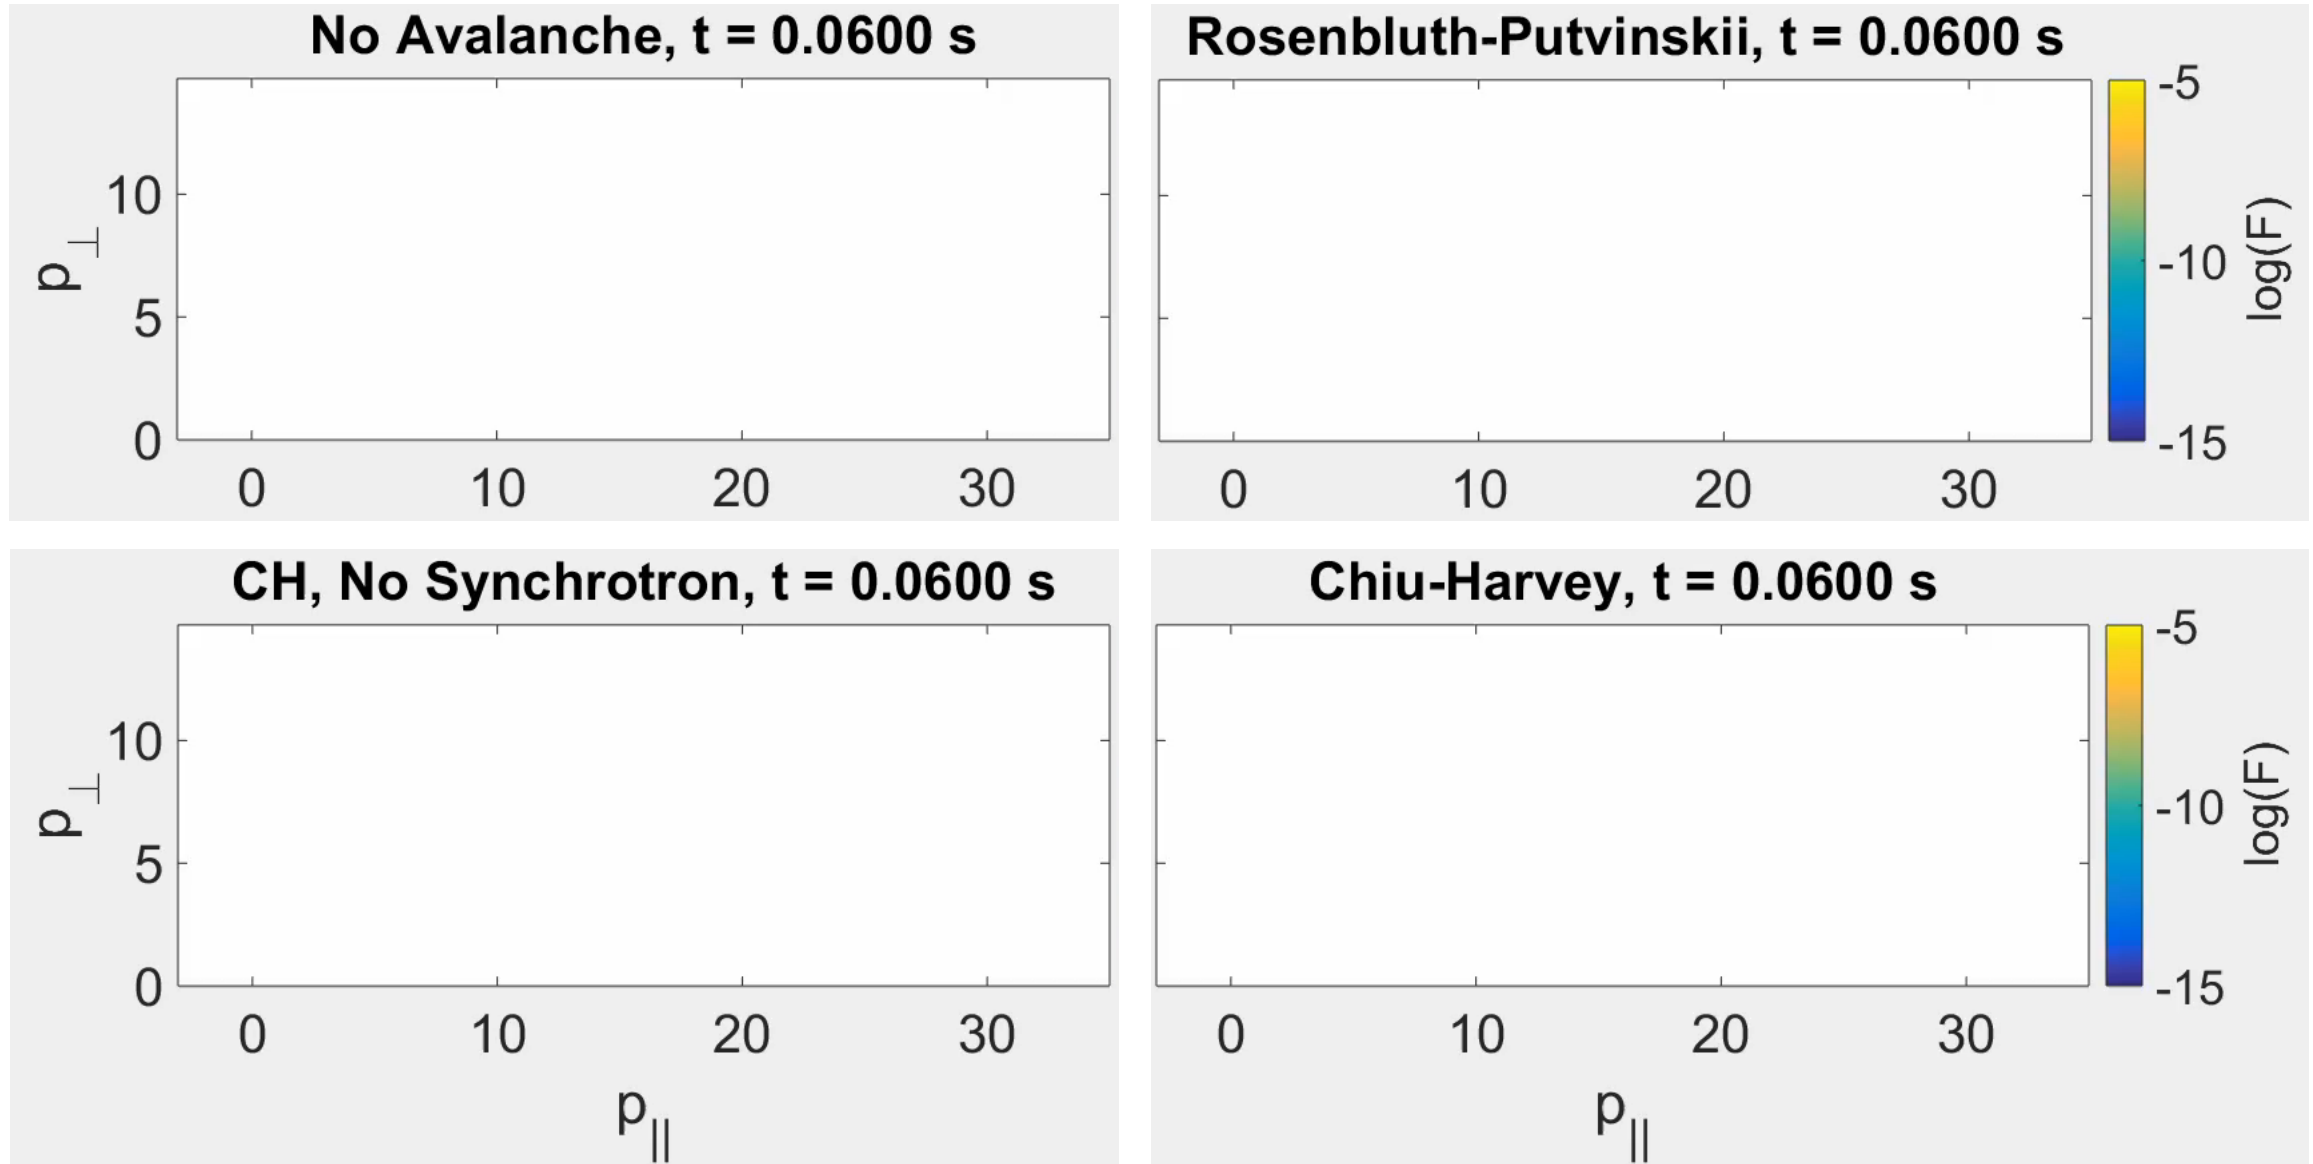 No Avalanche, t = 0.0600 s
10
5
0
p⊥
0 10 20 30
Rosenbluth-Putvinskii, t = 0.0600 s
0 10 20 30
-5
-10
-15
log(F)
CH, No Synchrotron, t = 0.0600 s
10
5
0
p⊥
0 10 20 30
p||
Chiu-Harvey, t = 0.0600 s
0 10 20 30
p||
-5
-10
-15
log(F)